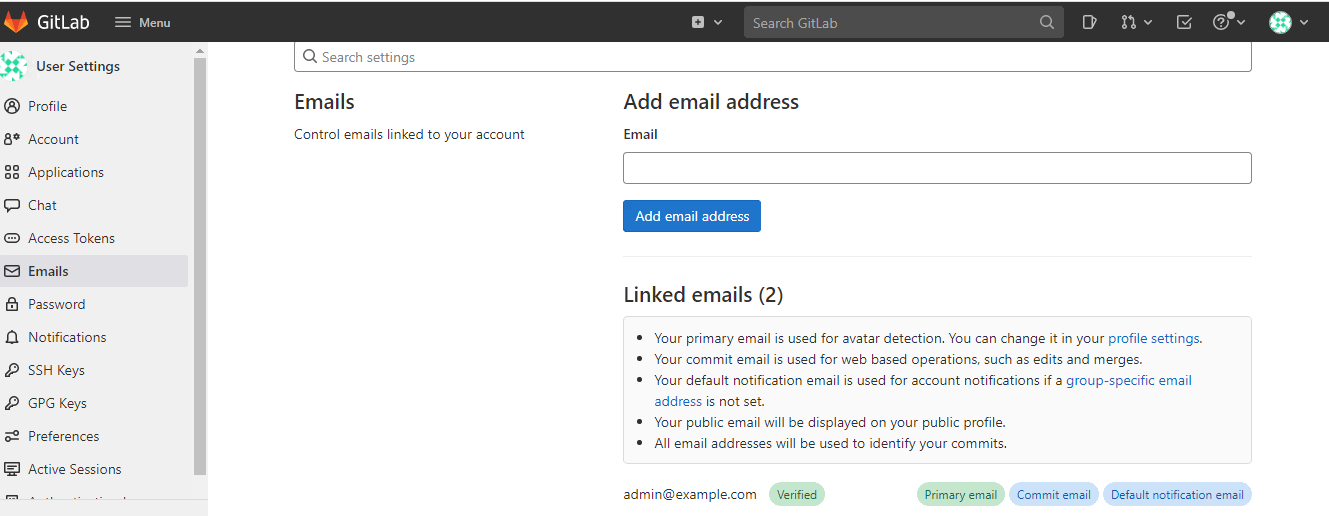 GitLab
Menu
Search GitLab
User Settings
Profile
Account
Applications
Chat
Access Tokens
Emails
Password
Notifications
SSH Keys
GPG Keys
Preferences
Active Sessions
Search settings
Emails
Control emails linked to your account
Add email address
Email
Add email address
Linked emails (2)
Your primary email is used for avatar detection. You can change it in your profile settings.
Your commit email is used for web based operations, such as edits and merges.
Your default notification email is used for account notifications if a group-specific email
address is not set.
Your public email will be displayed on your public profile.
All email addresses will be used to identify your commits.
admin@example.com Verified Primary email Commit email Default notification email